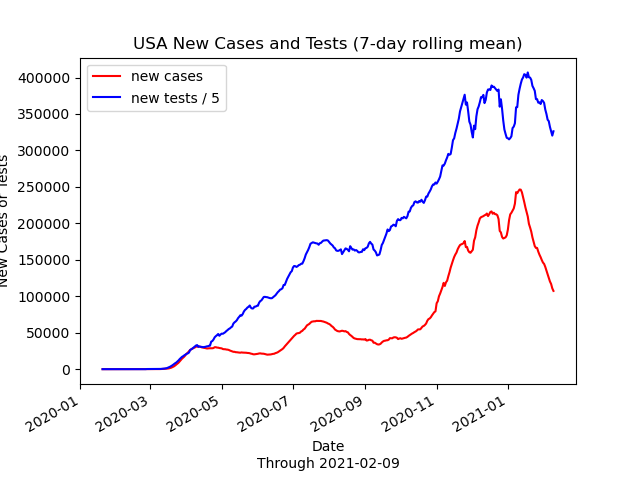 USA New Cases and Tests (7-day rolling mean)
new cases
new tests / 5
400000
350000
300000
250000
200000
150000
100000
50000
0
New Cases or Tests
2020-01
2020-03
2020-05
2020-07
2020-09
2020-11
2021-01
Date
Through 2021-02-09